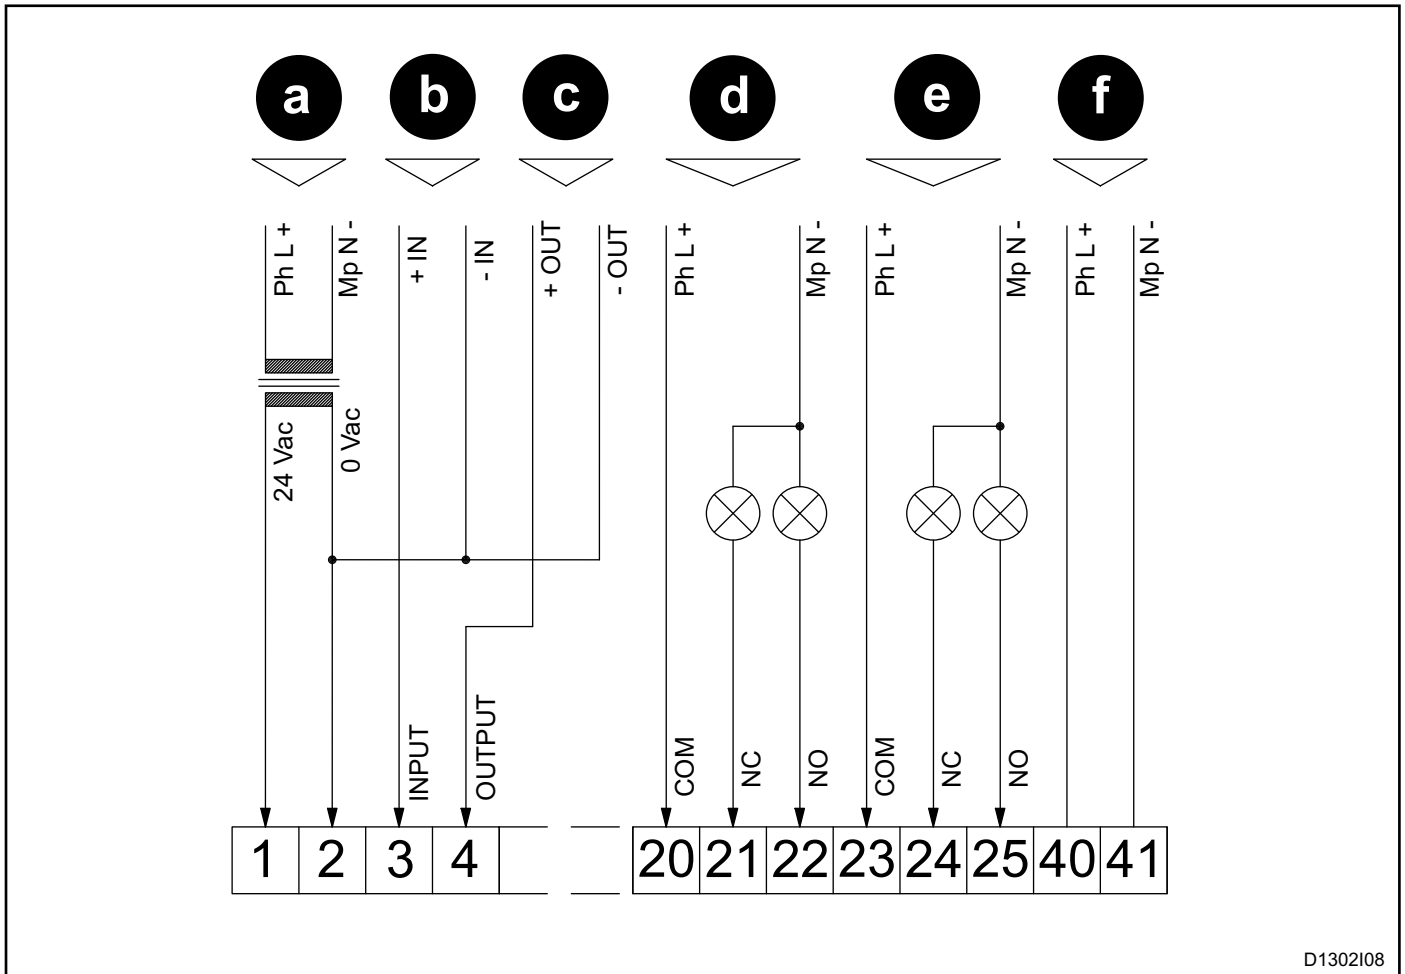 a b c d e f
Ph L +
Mp N -
+ IN
- IN
+ OUT
- OUT
Ph L +
Mp N -
Ph L +
Mp N -
Ph L +
Mp N -
24 Vac
0 Vac
INPUT
OUTPUT
COM
NC
NO
COM
NC
NO
1 2 3 4 20 21 22 23 24 25 40 41
D1302I08